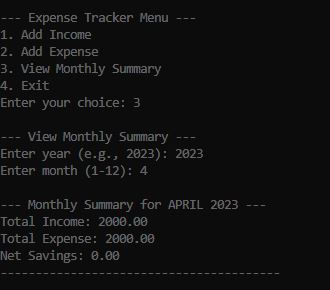 --- Expense Tracker Menu ---
1. Add Income
2. Add Expense
3. View Monthly Summary
4. Exit
Enter your choice: 3
--- View Monthly Summary ---
Enter year (e.g., 2023): 2023
Enter month (1-12): 4
--- Monthly Summary for APRIL 2023 ---
Total Income: 2000.00
Total Expense: 2000.00
Net Savings: 0.00
----------------------------------------